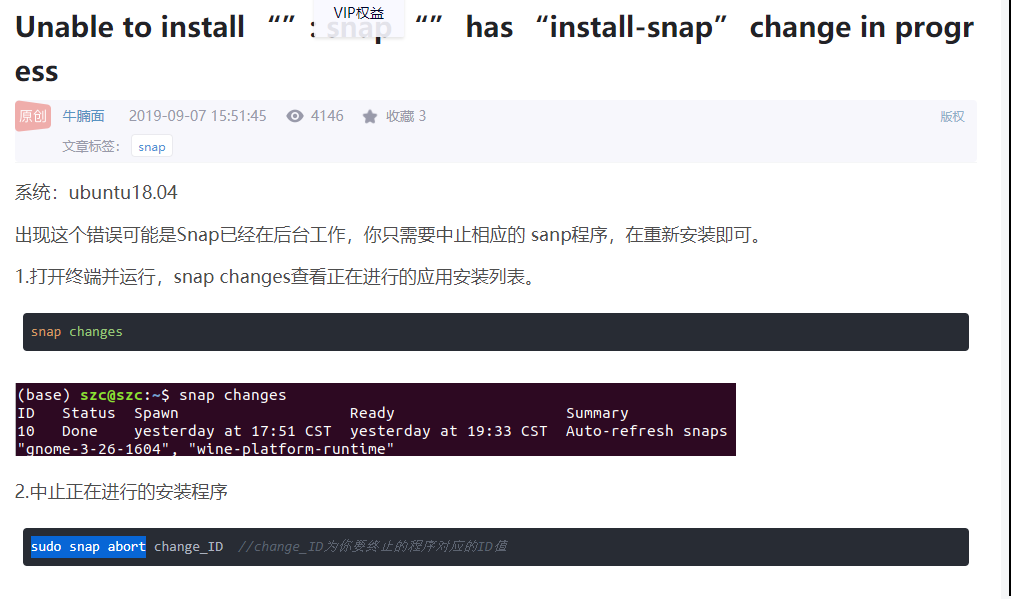 VIP权益
Unable to install “”: snap “” has “install-snap” change in progr
ess
原创 牛腩面 2019-09-07 15:51:45 4146 收藏 3 版权
文章标签： snap
系统：ubuntu18.04
出现这个错误可能是Snap已经在后台工作，你只需要中止相应的 sanp程序，在重新安装即可。
1.打开终端并运行，snap changes查看正在进行的应用安装列表。
snap changes
(base) szc@szc:~$ snap changes
ID Status Spawn Ready Summary
10 Done yesterday at 17:51 CST yesterday at 19:33 CST Auto-refresh snaps
"gnome-3-26-1604", "wine-platform-runtime"
2.中止正在进行的安装程序
sudo snap abort change_ID //change_ID为你要终止的程序对应的ID值